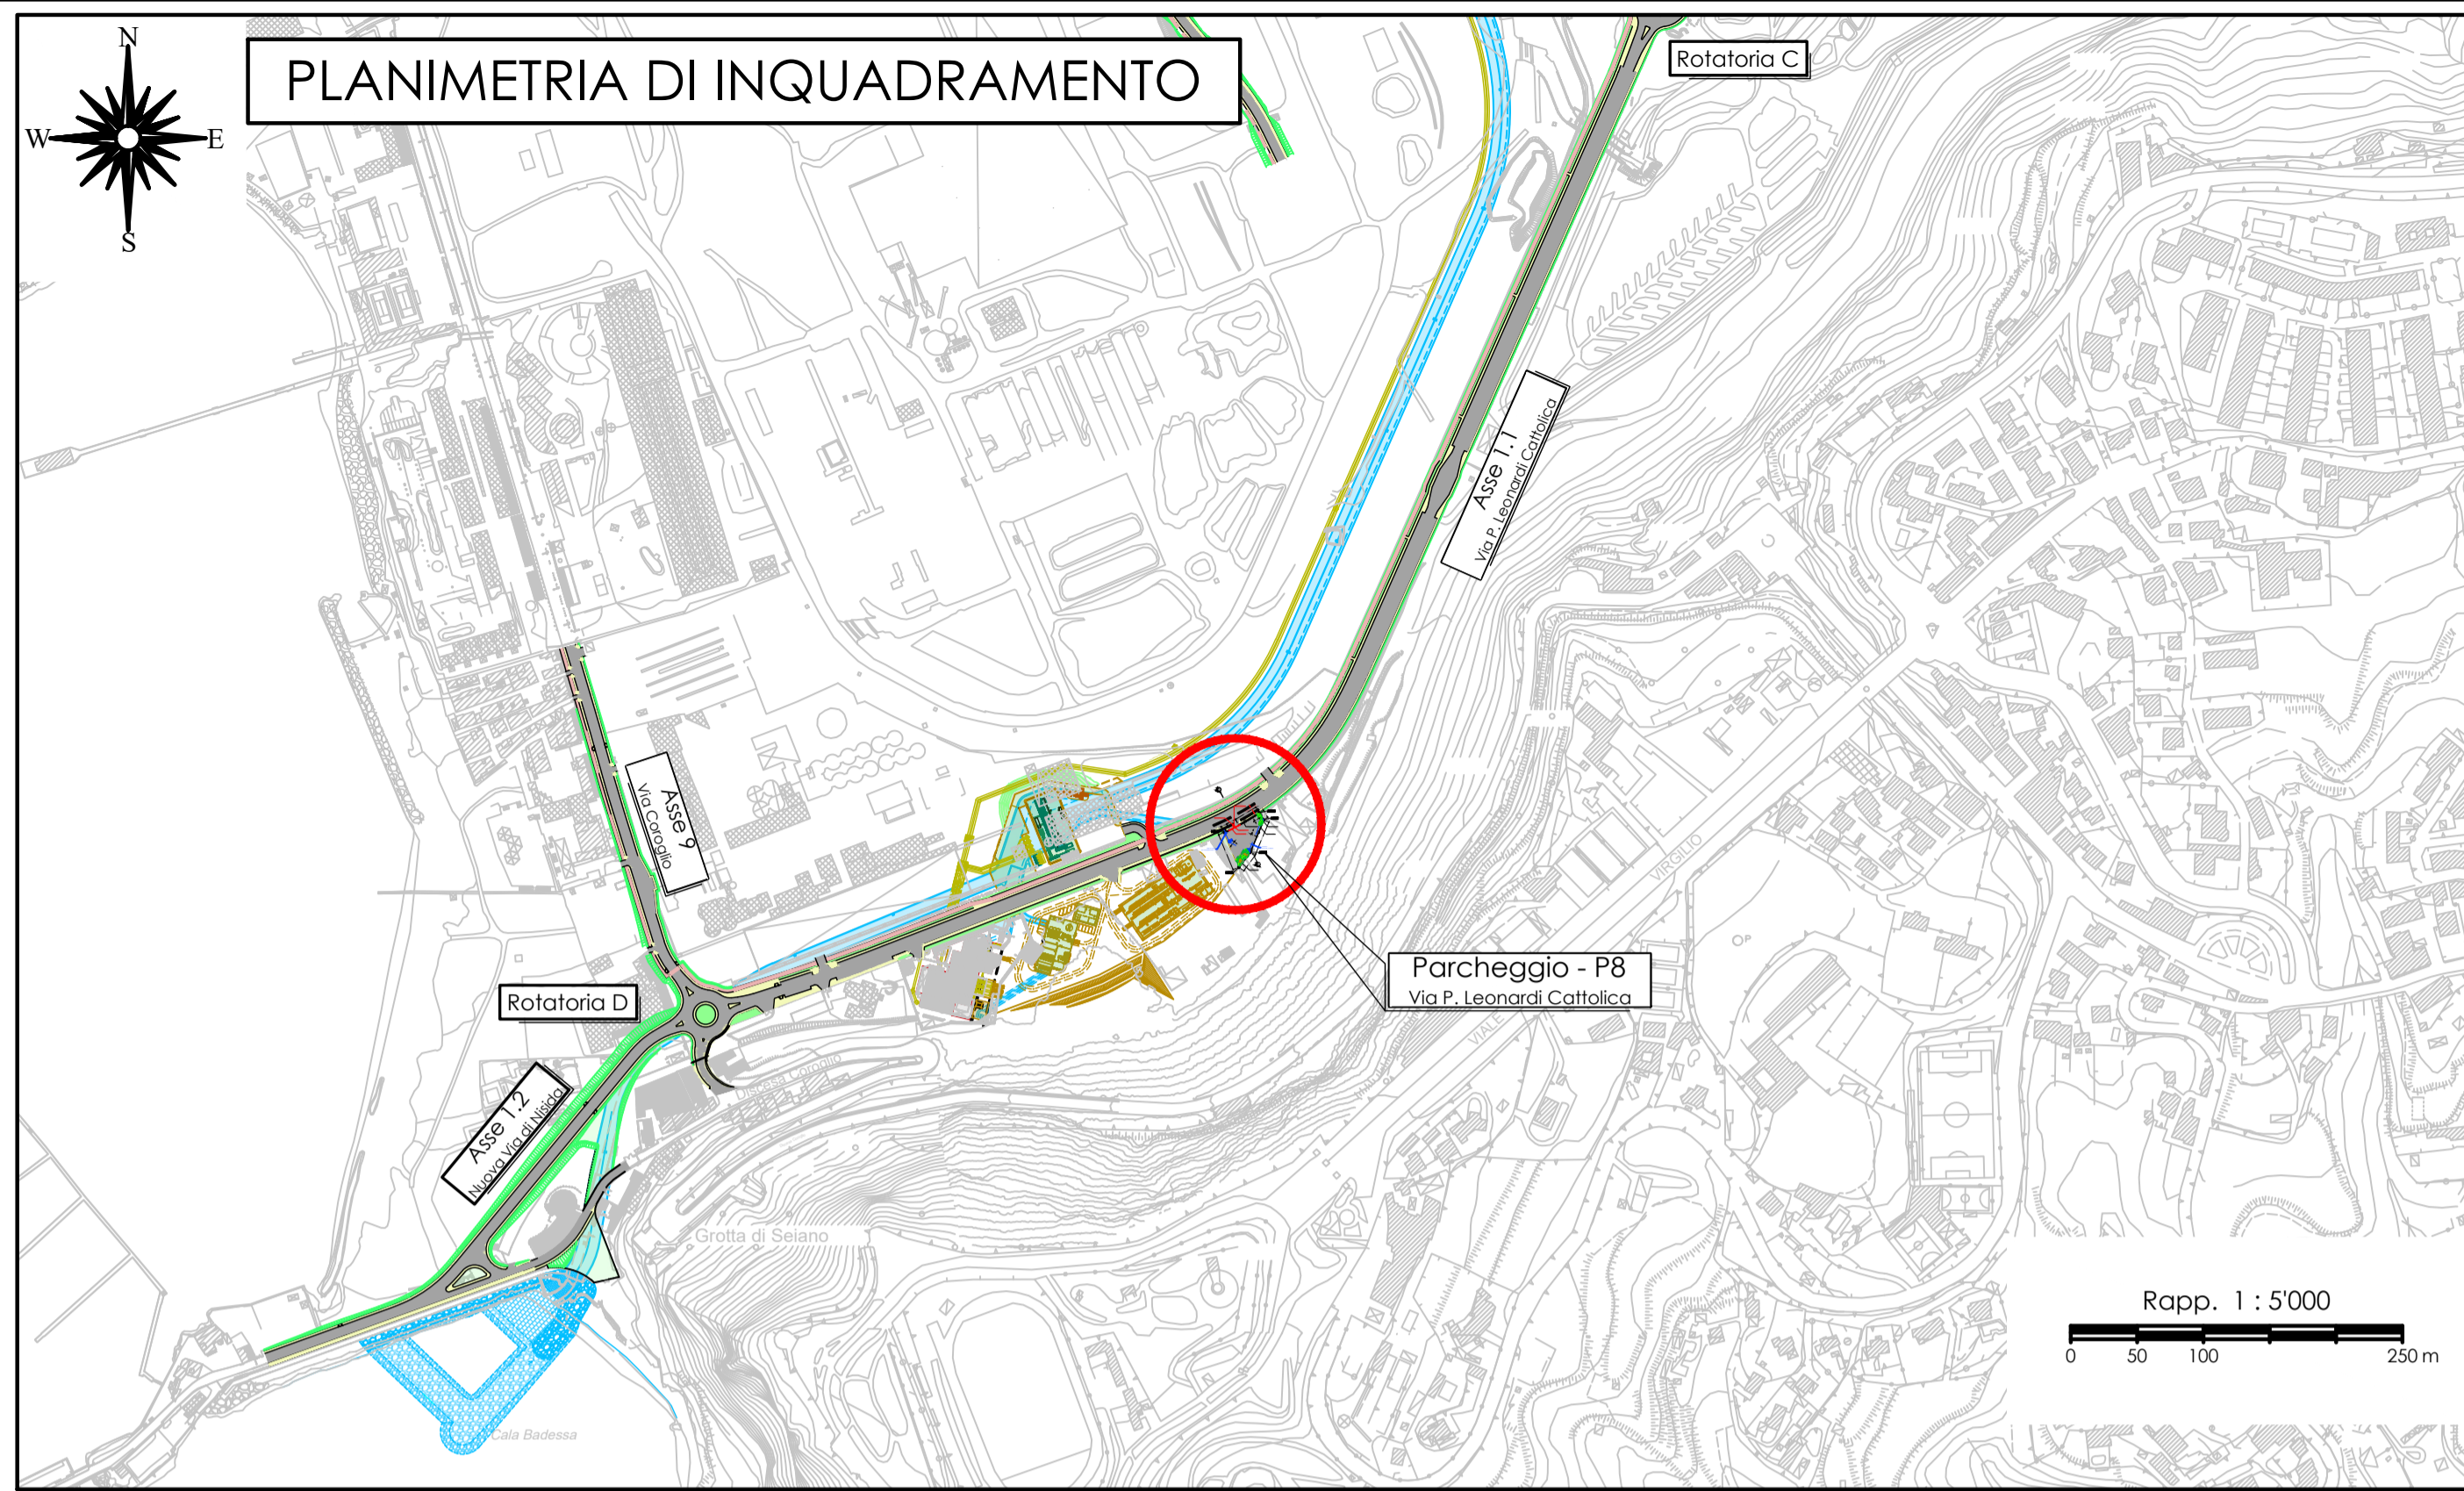 N
W E
S
PLANIMETRIA DI INQUADRAMENTO
Rotatoria C
Asse 1.1
Via P. Leonardi Cattolica
Asse 9
Via Coroglio
VIRGI
Parcheggio - P8
Via P. Leonardi Cattolica
P
Rotatoria D
VIALE
Discesa Coroglio
Asse 1.2
Nuova Via di Nisida
Grotta di Seiano
Rapp. 1 : 5'000
0 50 100 250 m
Cala Badessa